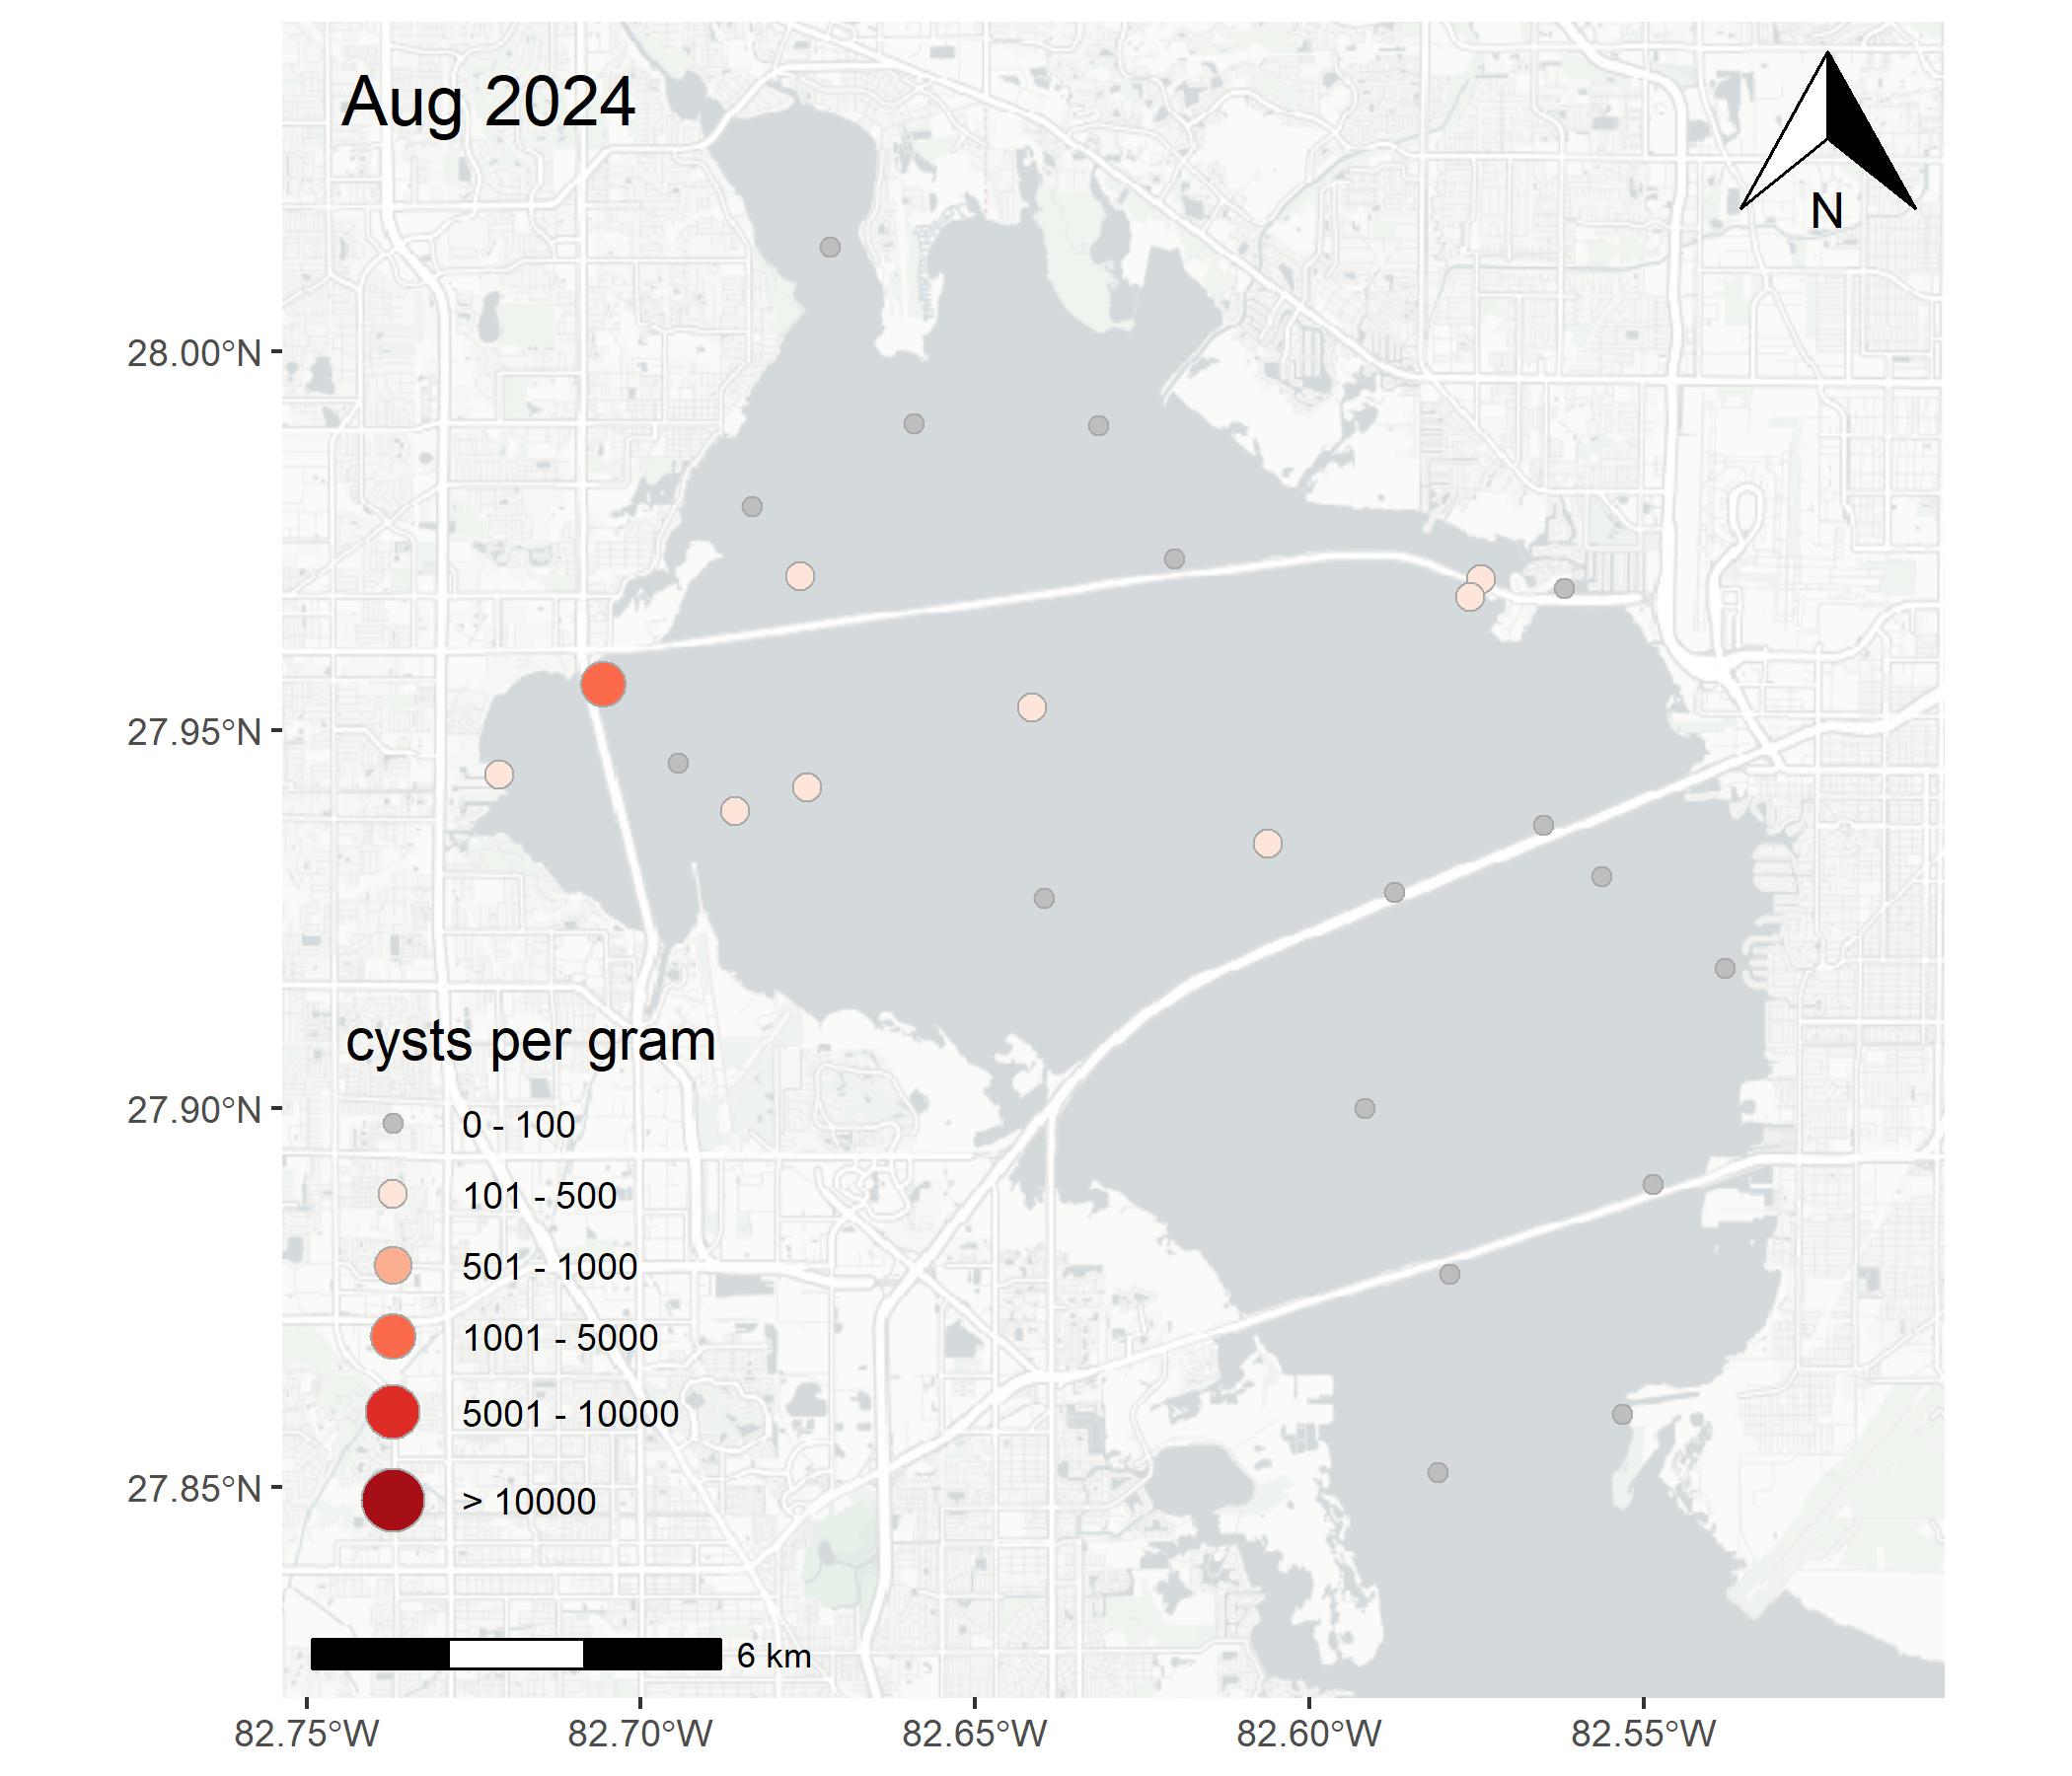 Aug 2024
N
28.00°N
27.95°N
27.90°N
27.85°N
cysts per gram
0 - 100
101 - 500
501 - 1000
1001 - 5000
5001 - 10000
> 10000
6 km
82.75°W
82.70°W
82.65°W
82.60°W
82.55°W